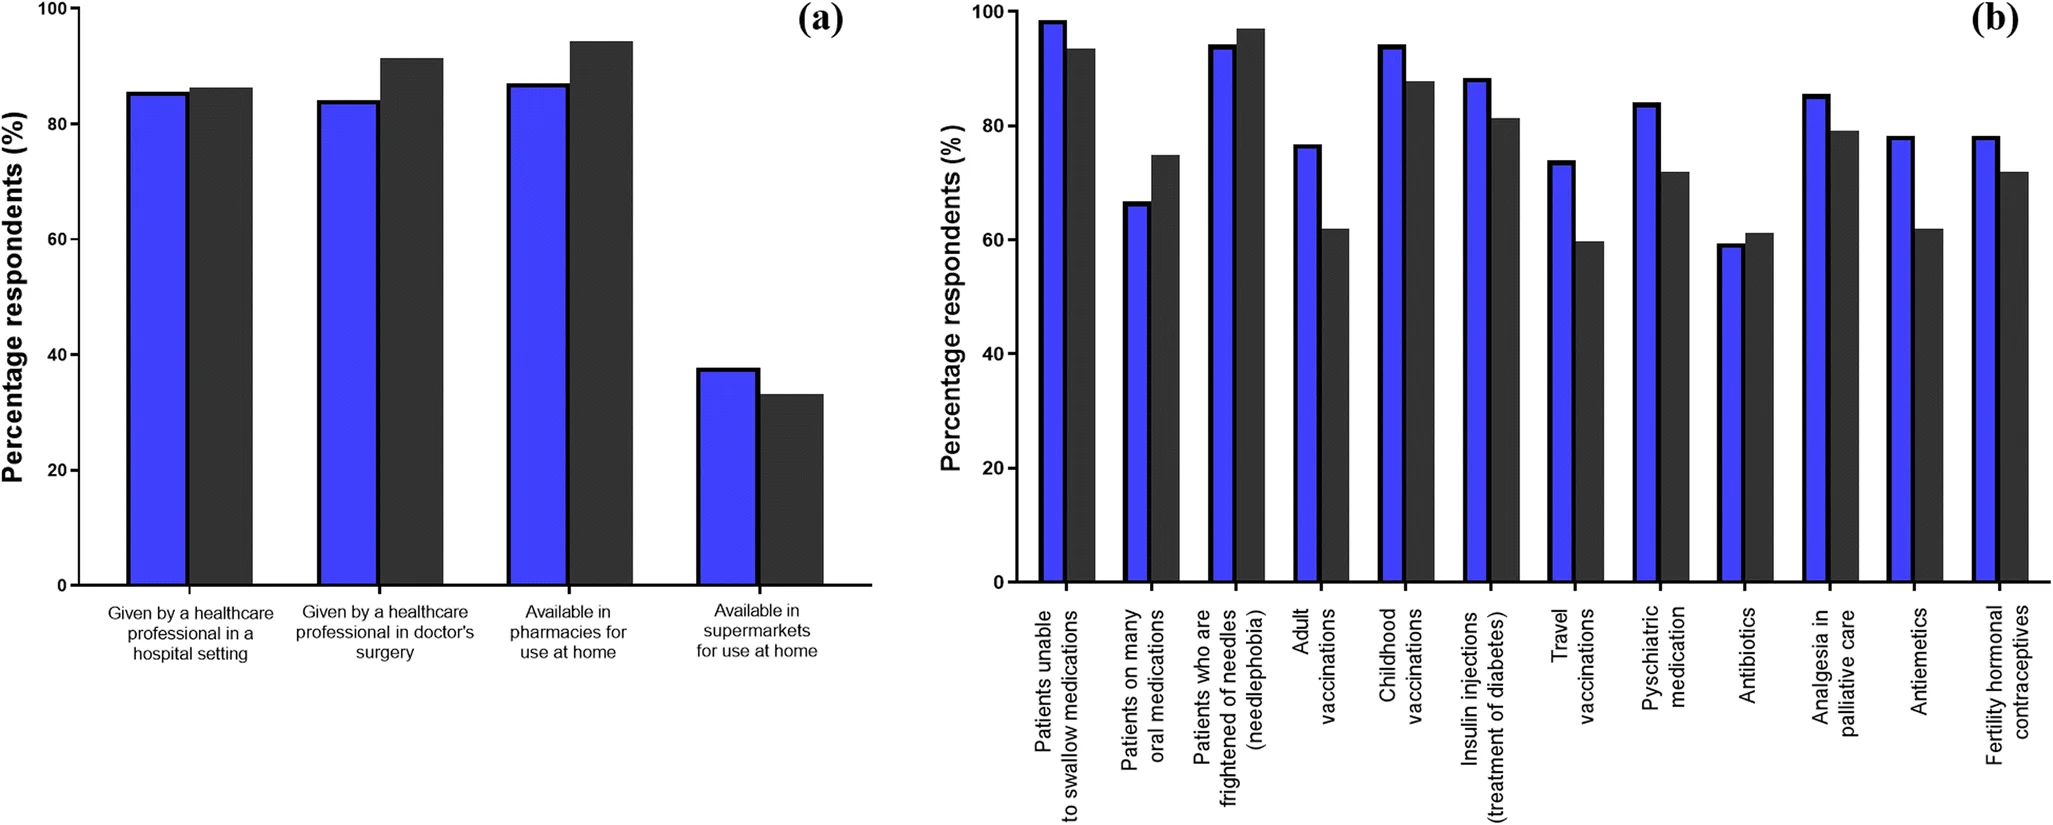 (a)
Percentage respondents (%)
100
80
60
40
20
0
Given by a healthcare
professional in a
hospital setting
Given by a healthcare
professional in doctor's
surgery
Available in
pharmacies for
use at home
Available in
supermarkets
for use at home
(b)
Percentage respondents (%)
100
80
60
40
20
0
Patients unable
to swallow medications
Patients on many
oral medications
Patients who are
frightened of needles
(needlephobia)
Adult
vaccinations
Childhood
vaccinations
Insulin injections
(treatment of diabetes)
Travel
vaccinations
Pyschiatric
medication
Antibiotics
Analgesia in
palliative care
Antiemetics
Fertility hormonal
contraceptives